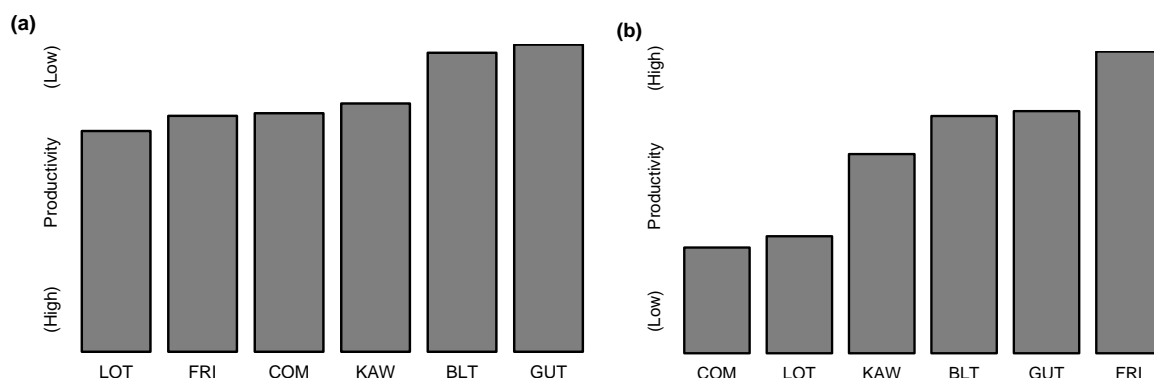 (a)
(Low)
Productivity
(High)
LOT FRI COM KAW BLT GUT
(b)
(High)
Productivity
(Low)
COM LOT KAW BLT GUT FRI